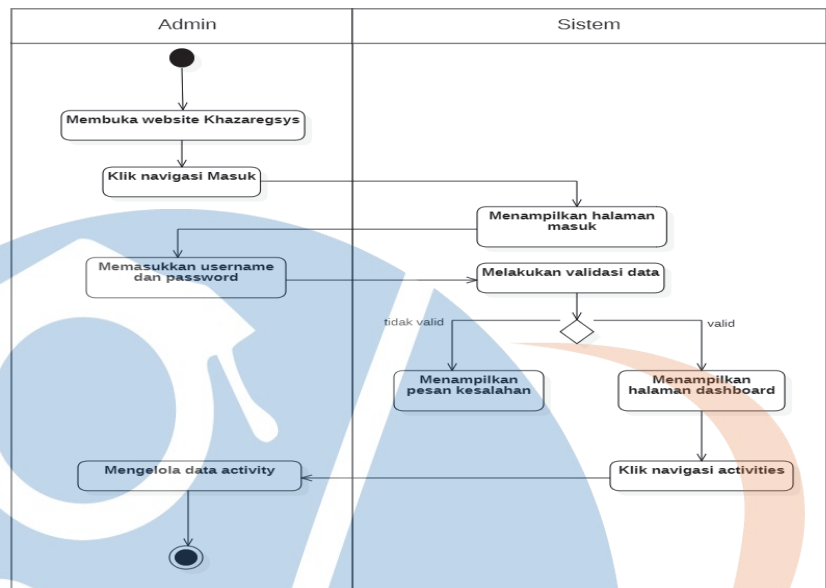 Admin
Sistem
Membuka website Khazaregsys
Klik navigasi Masuk
Menampilkan halaman
masuk
Memasukkan username
dan password
Melakukan validasi data
tidak valid
valid
Menampilkan
pesan kesalahan
Menampilkan
halaman dashboard
Mengelola data activity
Klik navigasi activities